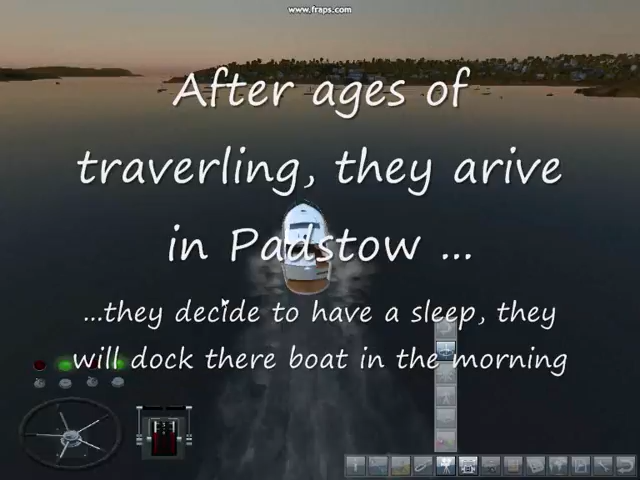 www.fraps.com
After ages of
traverling, they arive
in Padstow ...
...they decide to have a sleep, they
will dock there boat in the morning